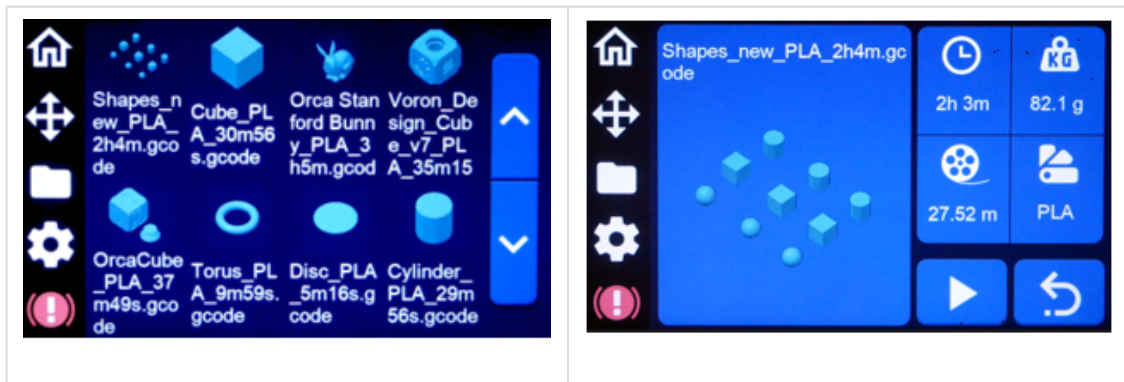 Shapes_n
ew_PLA_
2h4m.gco
de
Cube_PL
A_30m56
s.gcode
Orca Stan
ford Bunn
y_PLA_3
h5m.gcod
Voron_De
sign_Cub
e_v7_PL
A_35m15
OrcaCube
_PLA_37
m49s.gco
de
Torus_PL
A_9m59s.
gcode
Disc_PLA
_5m16s.g
code
Cylinder_
PLA_29m
56s.gcode
Shapes_new_PLA_2h4m.gc
ode
2h 3m
KG
82.1 g
27.52 m
PLA